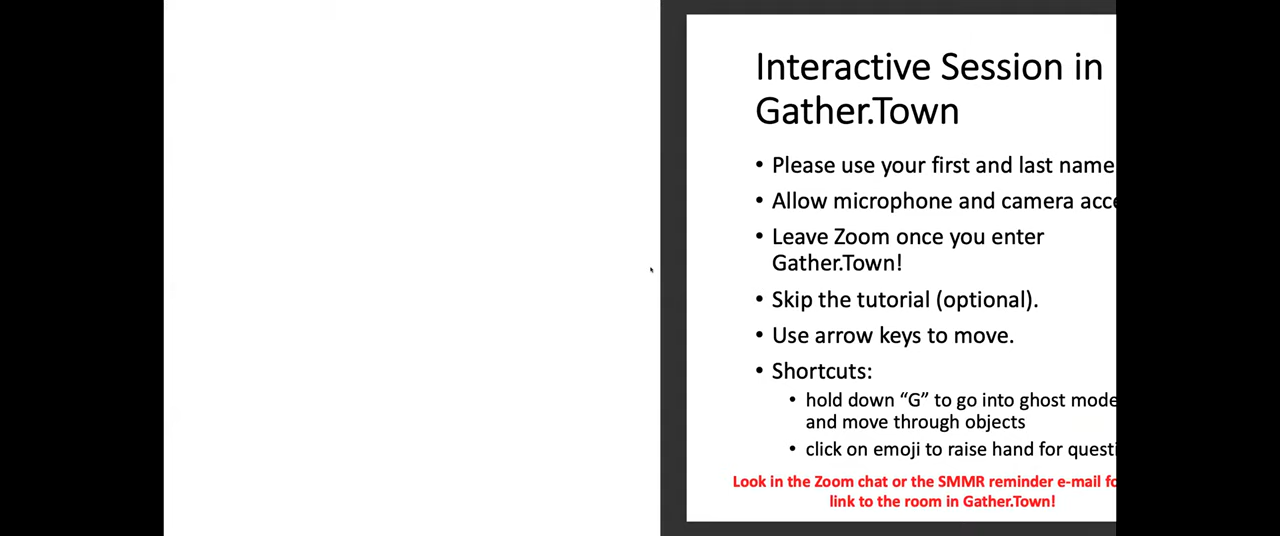 Interactive Session in
Gather.Town
• Please use your first and last name
• Allow microphone and camera acce
• Leave Zoom once you enter
Gather.Town!
• Skip the tutorial (optional).
• Use arrow keys to move.
• Shortcuts:
• hold down “G” to go into ghost mode
and move through objects
• click on emoji to raise hand for questi
Look in the Zoom chat or the SMMR reminder e-mail fo
link to the room in Gather.Town!